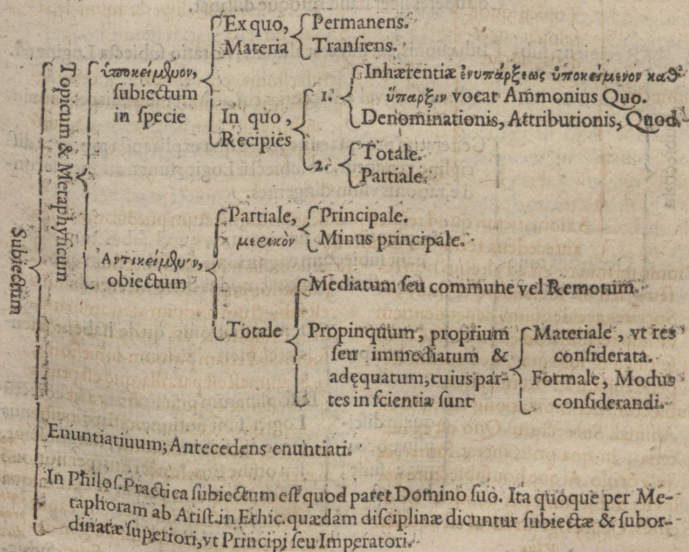 Subiectum
Topicum & Metaphysicum
ὑποκείμενον,
subiectum
in specie
Ex quo,
Materia
Permanens.
Transiens.
In quo,
Recipiēs
1.
Inhærentiæ ἐνυπάρξεως ὑποκείμενον καθ'
ὕπαρξιν vocat Ammonius Quo.
Denominationis, Attributionis, Quod.
2.
Totale.
Partiale.
Ἀντικείμενον,
obiectum
Partiale,
μερικὸν
Principale.
Minus principale.
Totale
Mediatum seu commune vel Remotum.
Propinquum, proprium
seu immediatum &
adęquatum, cuius par-
tes in scientia sunt
Materiale, vt res
considerata.
Formale, Modus
considerandi.
Enuntiatiuum; Antecedens enuntiati.
In Philos. Practica subiectum est quod paret Domino suo. Ita quoque per Me-
taphoram ab Arist. in Ethic. quædam disciplinæ dicuntur subiectæ & subor-
dinatæ superiori, vt Principi seu Imperatori.